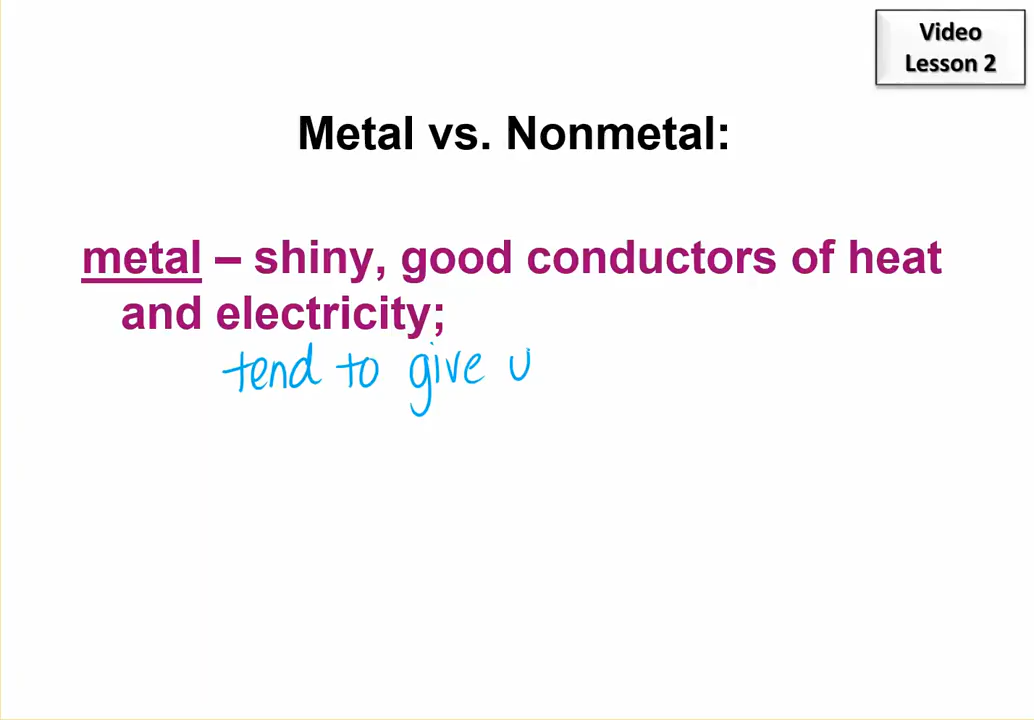 Video
Lesson 2
Metal vs. Nonmetal:
metal – shiny, good conductors of heat
and electricity;
tend to give u